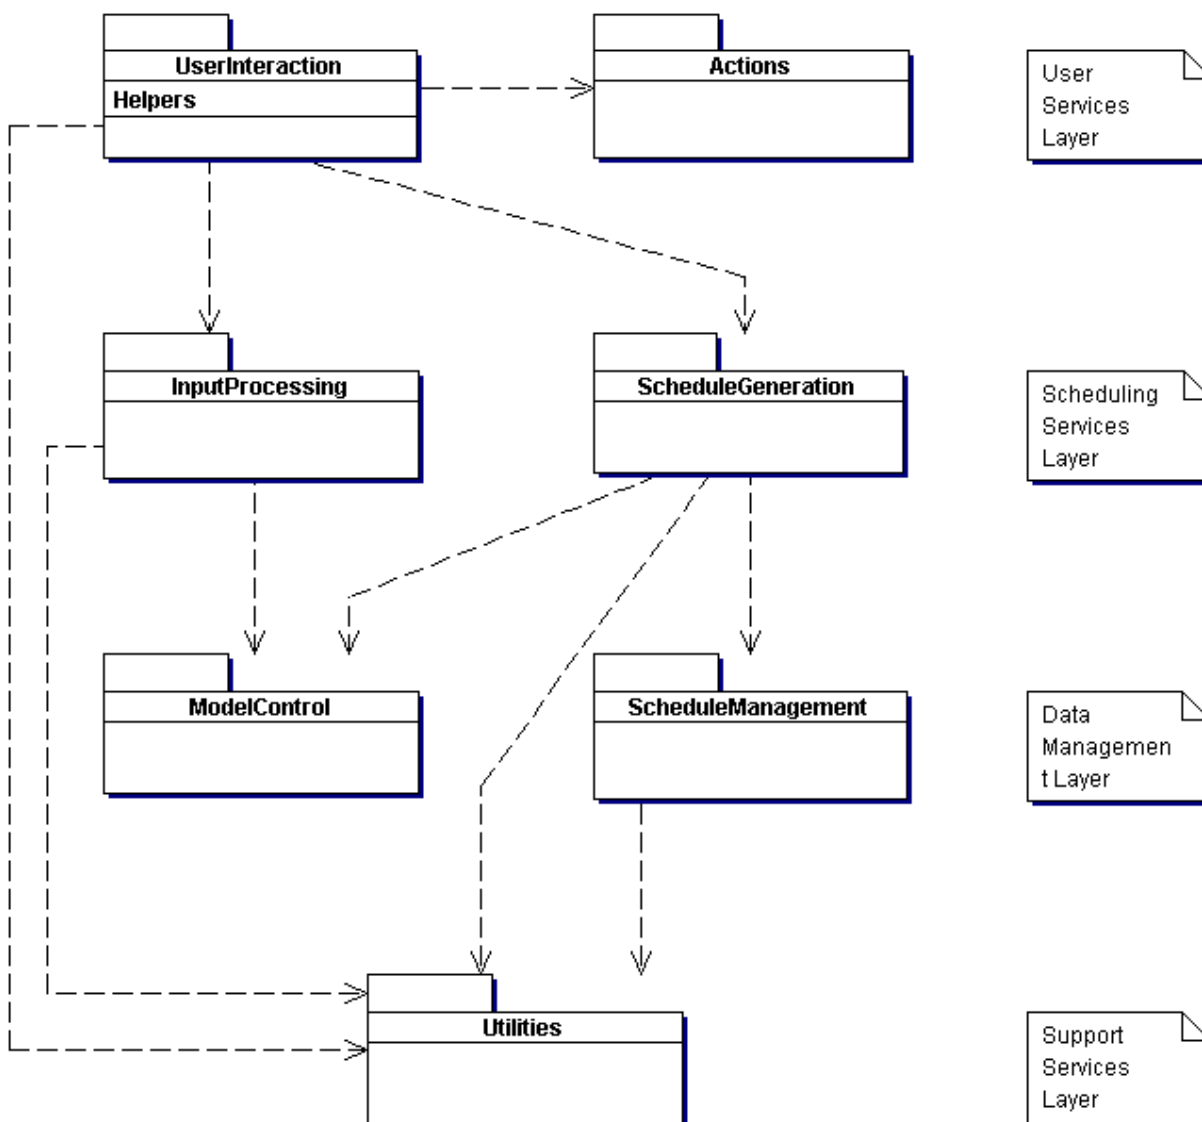 UserInteraction
Helpers
Actions
User
Services
Layer
InputProcessing
ScheduleGeneration
Scheduling
Services
Layer
ModelControl
ScheduleManagement
Data
Managemen
t Layer
Utilities
Support
Services
Layer